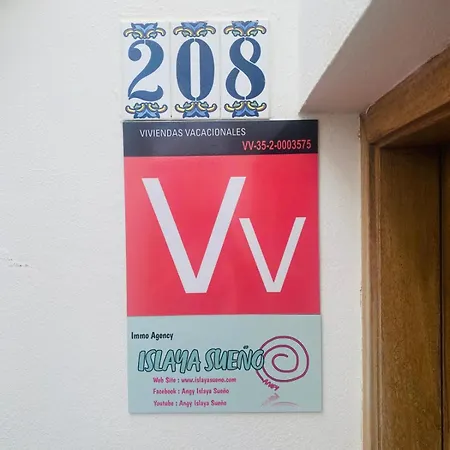 208
VIVIENDAS VACACIONALES
VV-35-2-0003575
Vv
Immo Agency
ISLAYA SUEÑO
ANGY
Web Site : www.islayasueno.com
Facebook : Angy Islaya Sueño
Youtube : Angy Islaya Sueño